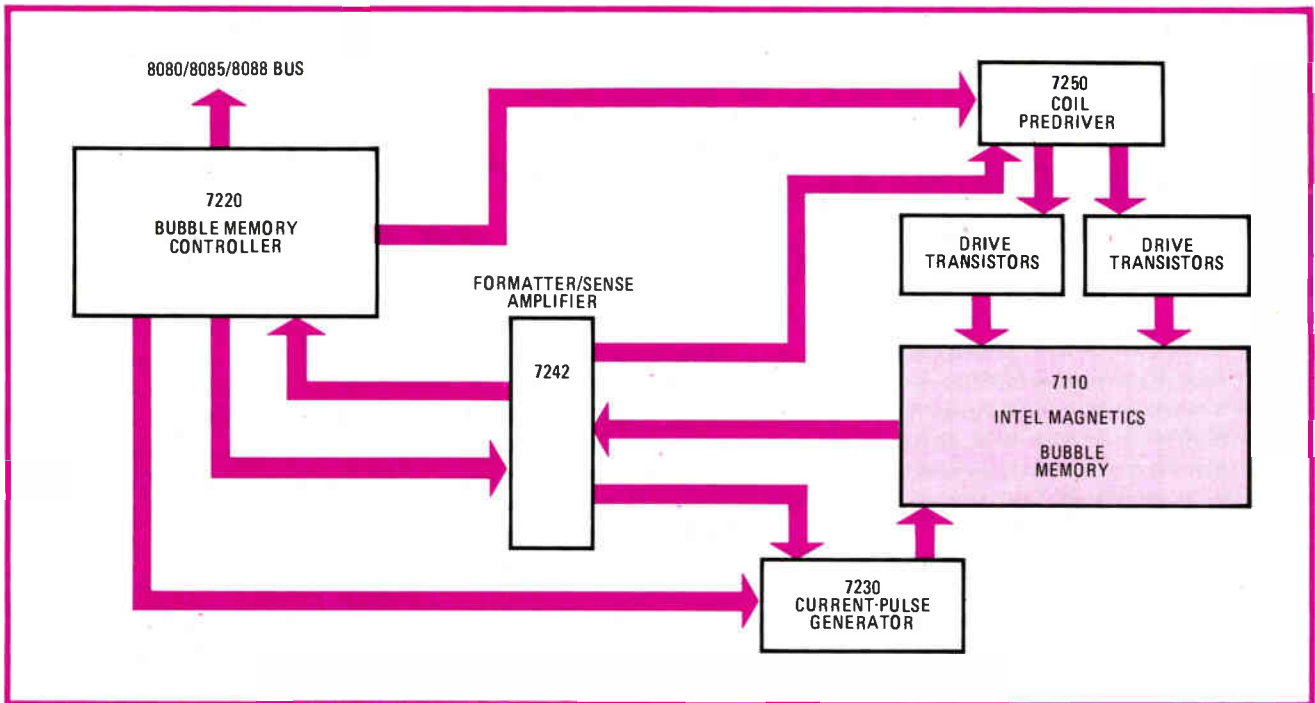 8080/8085/8088 BUS
7220
BUBBLE MEMORY
CONTROLLER
FORMATTER/SENSE
AMPLIFIER
7242
7250
COIL
PREDRIVER
DRIVE
TRANSISTORS
DRIVE
TRANSISTORS
7110
INTEL MAGNETICS
BUBBLE
MEMORY
7230
CURRENT-PULSE
GENERATOR